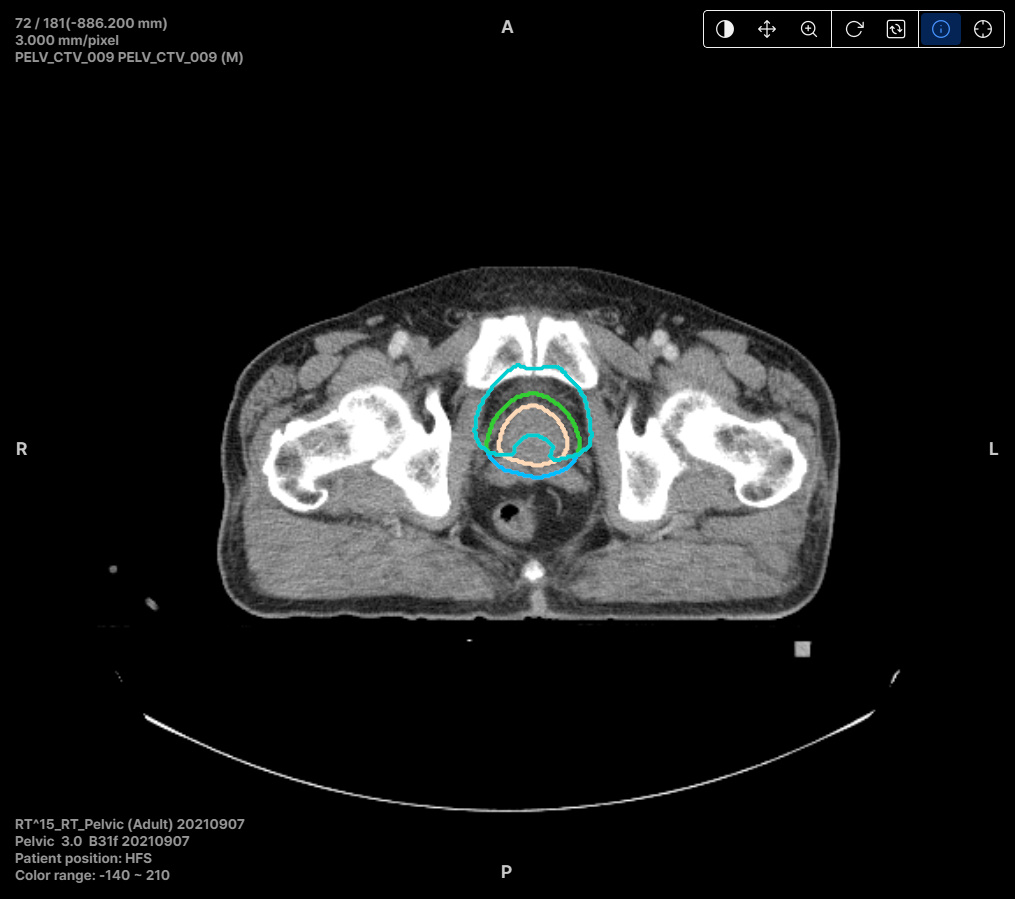 72 / 181(-886.200 mm)
3.000 mm/pixel
PELV_CTV_009 PELV_CTV_009 (M)
A
R
L
RT^15_RT_Pelvic (Adult) 20210907
Pelvic  3.0  B31f 20210907
Patient position: HFS
Color range: -140 ~ 210
P